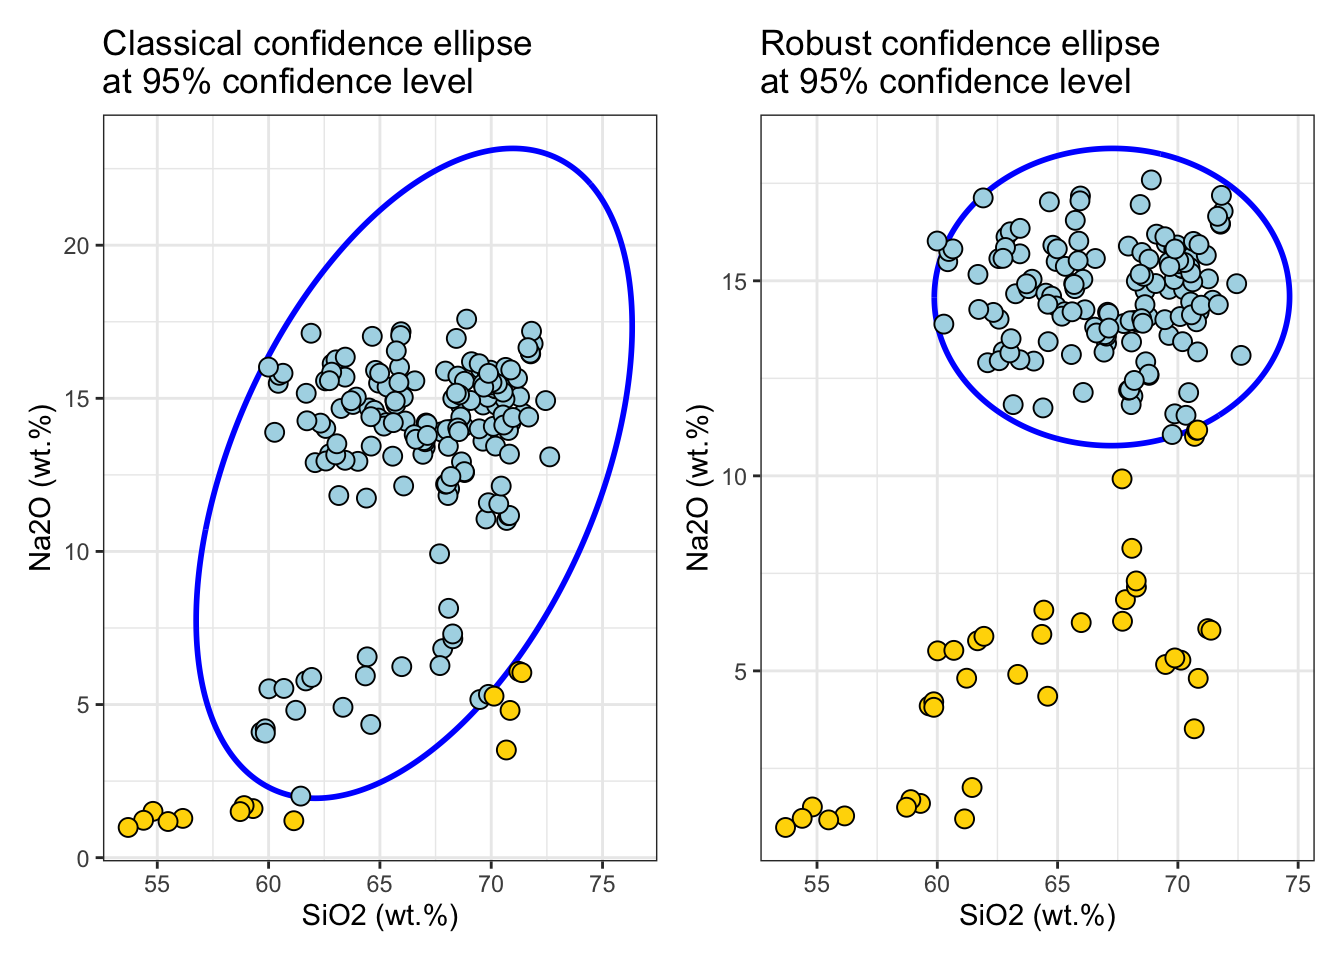 Classical confidence ellipse
at 95% confidence level
20
15
10
5
0
55
60
65
70
75
SiO2 (wt.%)
Na2O (wt.%)
Robust confidence ellipse
at 95% confidence level
15
10
5
55
60
65
70
75
SiO2 (wt.%)
Na2O (wt.%)